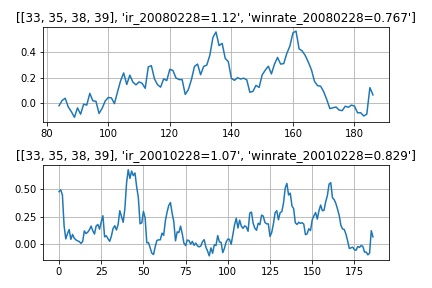 [[33, 35, 38, 39], 'ir_20080228=1.12', 'winrate_20080228=0.767']
0.4
0.2
0.0
80 100 120 140 160 180
[[33, 35, 38, 39], 'ir_20010228=1.07', 'winrate_20010228=0.829']
0.50
0.25
0.00
0 25 50 75 100 125 150 175